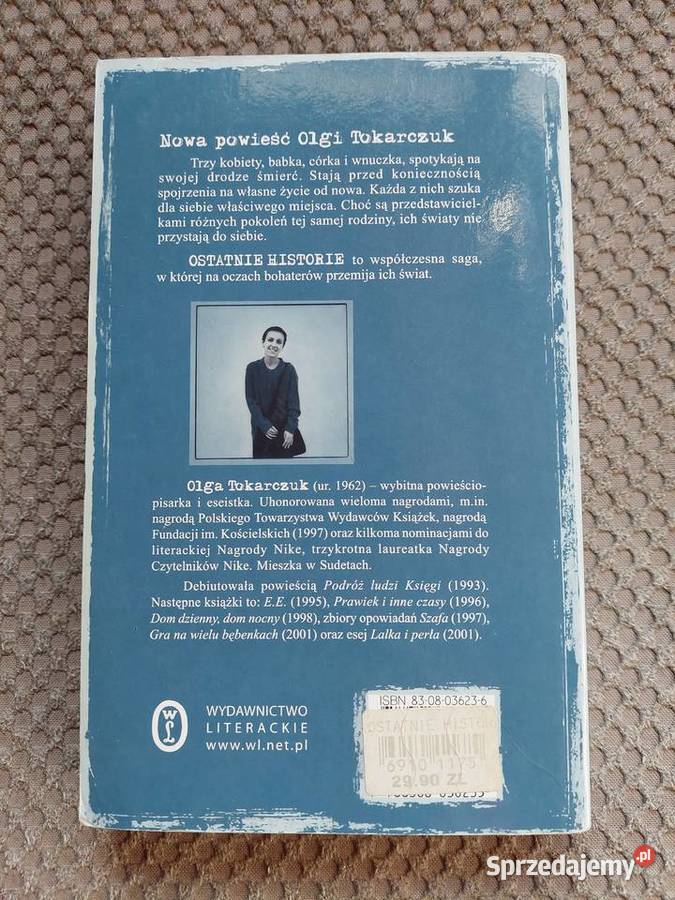 Nowa powieść Olgi Tokarczuk
Trzy kobiety, babka, córka i wnuczka, spotykają na
swojej drodze śmierć. Stają przed koniecznością
spojrzenia na własne życie od nowa. Każda z nich szuka
dla siebie właściwego miejsca. Choć są przedstawiciel-
kami różnych pokoleń tej samej rodziny, ich światy nie
przystają do siebie.
OSTATNIE HISTORIE to współczesna saga,
w której na oczach bohaterów przemija ich świat.
Olga Tokarczuk (ur. 1962) – wybitna powieścio-
pisarka i eseistka. Uhonorowana wieloma nagrodami, m.in.
nagrodą Polskiego Towarzystwa Wydawców Książek, nagrodą
Fundacji im. Kościelskich (1997) oraz kilkoma nominacjami do
literackiej Nagrody Nike, trzykrotna laureatka Nagrody
Czytelników Nike. Mieszka w Sudetach.
Debiutowała powieścią Podróż ludzi Księgi (1993).
Następne książki to: E.E. (1995), Prawiek i inne czasy (1996),
Dom dzienny, dom nocny (1998), zbiory opowiadań Szafa (1997),
Gra na wielu bębenkach (2001) oraz esej Lalka i perła (2001).
WL
WYDAWNICTWO
LITERACKIE
www.wl.net.pl
ISBN 83-08-03623-6
OSTATNIE HISTO
6910 1175
29.90 ZŁ
Sprzedajemy.pl